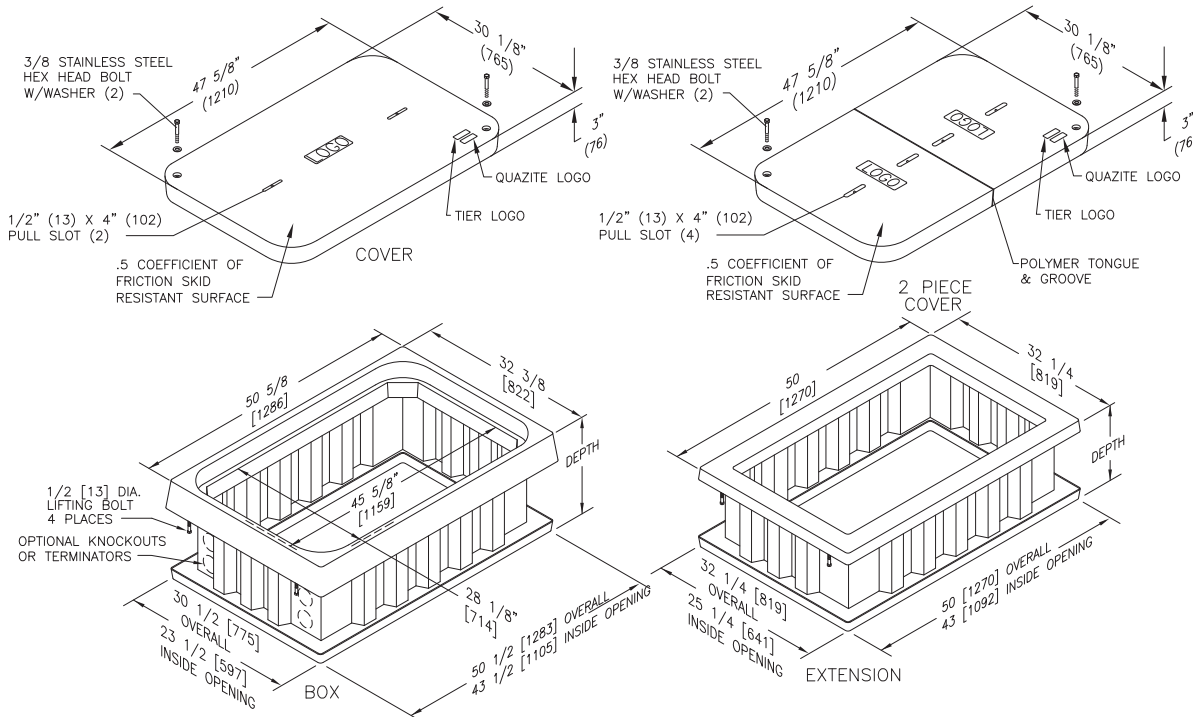 47 5/8"
(1210)
30 1/8"
(765)
3"
(76)
3/8 STAINLESS STEEL
HEX HEAD BOLT
W/WASHER (2)
LOGO
QUAZITE LOGO
TIER LOGO
1/2" (13) X 4" (102)
PULL SLOT (2)
.5 COEFFICIENT OF
FRICTION SKID
RESISTANT SURFACE
COVER
47 5/8"
(1210)
30 1/8"
(765)
3"
(76)
3/8 STAINLESS STEEL
HEX HEAD BOLT
W/WASHER (2)
LOGO
LOGO
QUAZITE LOGO
TIER LOGO
1/2" (13) X 4" (102)
PULL SLOT (4)
.5 COEFFICIENT OF
FRICTION SKID
RESISTANT SURFACE
POLYMER TONGUE
& GROOVE
2 PIECE
COVER
50 5/8
[1286]
32 3/8
[822]
DEPTH
45 5/8"
[1159]
1/2 [13] DIA.
LIFTING BOLT
4 PLACES
OPTIONAL KNOCKOUTS
OR TERMINATORS
28 1/8"
[714]
30 1/2 [775]
OVERALL
23 1/2 [597]
INSIDE OPENING
50 1/2 [1283] OVERALL
43 1/2 [1105] INSIDE OPENING
BOX
50
[1270]
32 1/4
[819]
DEPTH
32 1/4 [819]
OVERALL
25 1/4 [641]
INSIDE OPENING
50 [1270] OVERALL
43 [1092] INSIDE OPENING
EXTENSION